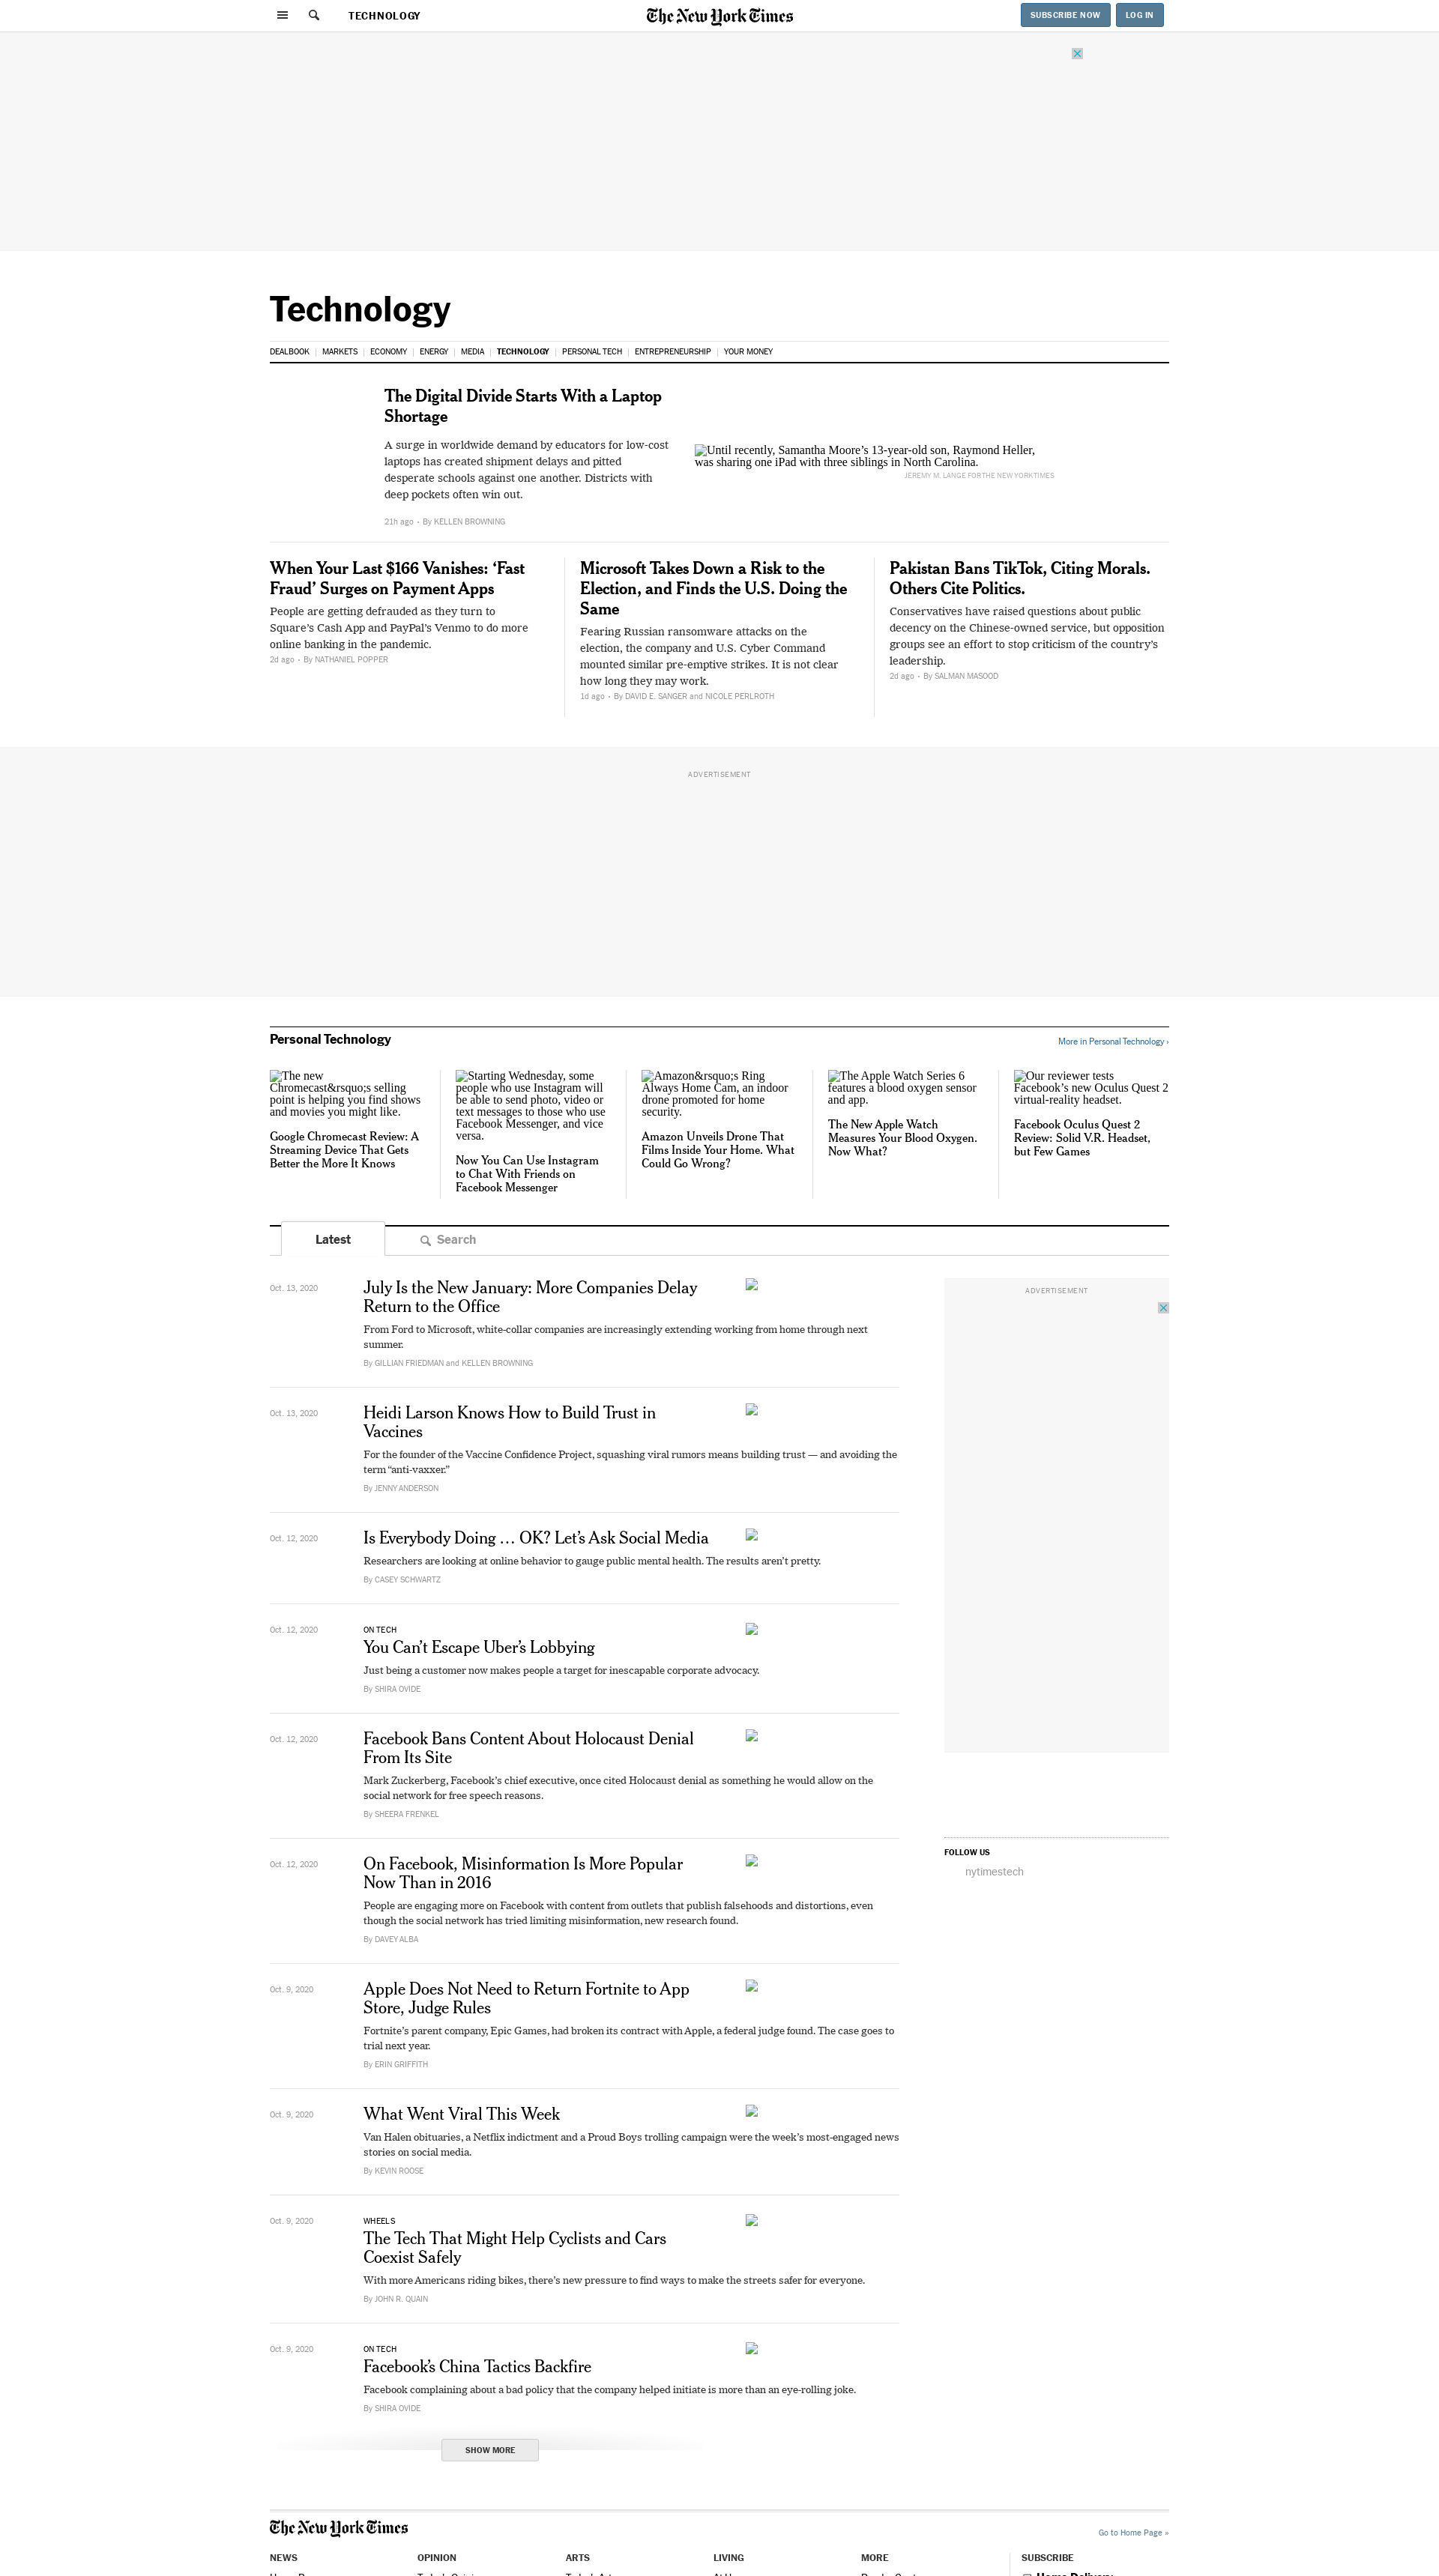 TECHNOLOGY
The New York Times
SUBSCRIBE NOW
LOG IN
Technology
DEALBOOK
MARKETS
ECONOMY
ENERGY
MEDIA
TECHNOLOGY
PERSONAL TECH
ENTREPRENEURSHIP
YOUR MONEY
The Digital Divide Starts With a Laptop
Shortage
A surge in worldwide demand by educators for low-cost
laptops has created shipment delays and pitted
desperate schools against one another. Districts with
deep pockets often win out.
21h ago • By KELLEN BROWNING
Until recently, Samantha Moore’s 13-year-old son, Raymond Heller,
was sharing one iPad with three siblings in North Carolina.
JEREMY M. LANGE FOR THE NEW YORK TIMES
When Your Last $166 Vanishes: ‘Fast
Fraud’ Surges on Payment Apps
People are getting defrauded as they turn to
Square’s Cash App and PayPal’s Venmo to do more
online banking in the pandemic.
2d ago • By NATHANIEL POPPER
Microsoft Takes Down a Risk to the
Election, and Finds the U.S. Doing the
Same
Fearing Russian ransomware attacks on the
election, the company and U.S. Cyber Command
mounted similar pre-emptive strikes. It is not clear
how long they may work.
1d ago • By DAVID E. SANGER and NICOLE PERLROTH
Pakistan Bans TikTok, Citing Morals.
Others Cite Politics.
Conservatives have raised questions about public
decency on the Chinese-owned service, but opposition
groups see an effort to stop criticism of the country’s
leadership.
2d ago • By SALMAN MASOOD
ADVERTISEMENT
Personal Technology
More in Personal Technology ›
The new
Chromecast&rsquo;s selling
point is helping you find shows
and movies you might like.
Google Chromecast Review: A
Streaming Device That Gets
Better the More It Knows
Starting Wednesday, some
people who use Instagram will
be able to send photo, video or
text messages to those who use
Facebook Messenger, and vice
versa.
Now You Can Use Instagram
to Chat With Friends on
Facebook Messenger
Amazon&rsquo;s Ring
Always Home Cam, an indoor
drone promoted for home
security.
Amazon Unveils Drone That
Films Inside Your Home. What
Could Go Wrong?
The Apple Watch Series 6
features a blood oxygen sensor
and app.
The New Apple Watch
Measures Your Blood Oxygen.
Now What?
Our reviewer tests
Facebook’s new Oculus Quest 2
virtual-reality headset.
Facebook Oculus Quest 2
Review: Solid V.R. Headset,
but Few Games
Latest
Search
Oct. 13, 2020
July Is the New January: More Companies Delay
Return to the Office
From Ford to Microsoft, white-collar companies are increasingly extending working from home through next
summer.
By GILLIAN FRIEDMAN and KELLEN BROWNING
ADVERTISEMENT
Oct. 13, 2020
Heidi Larson Knows How to Build Trust in
Vaccines
For the founder of the Vaccine Confidence Project, squashing viral rumors means building trust — and avoiding the
term “anti-vaxxer.”
By JENNY ANDERSON
Oct. 12, 2020
Is Everybody Doing … OK? Let’s Ask Social Media
Researchers are looking at online behavior to gauge public mental health. The results aren’t pretty.
By CASEY SCHWARTZ
Oct. 12, 2020
ON TECH
You Can’t Escape Uber’s Lobbying
Just being a customer now makes people a target for inescapable corporate advocacy.
By SHIRA OVIDE
Oct. 12, 2020
Facebook Bans Content About Holocaust Denial
From Its Site
Mark Zuckerberg, Facebook’s chief executive, once cited Holocaust denial as something he would allow on the
social network for free speech reasons.
By SHEERA FRENKEL
FOLLOW US
nytimestech
Oct. 12, 2020
On Facebook, Misinformation Is More Popular
Now Than in 2016
People are engaging more on Facebook with content from outlets that publish falsehoods and distortions, even
though the social network has tried limiting misinformation, new research found.
By DAVEY ALBA
Oct. 9, 2020
Apple Does Not Need to Return Fortnite to App
Store, Judge Rules
Fortnite’s parent company, Epic Games, had broken its contract with Apple, a federal judge found. The case goes to
trial next year.
By ERIN GRIFFITH
Oct. 9, 2020
What Went Viral This Week
Van Halen obituaries, a Netflix indictment and a Proud Boys trolling campaign were the week’s most-engaged news
stories on social media.
By KEVIN ROOSE
Oct. 9, 2020
WHEELS
The Tech That Might Help Cyclists and Cars
Coexist Safely
With more Americans riding bikes, there’s new pressure to find ways to make the streets safer for everyone.
By JOHN R. QUAIN
Oct. 9, 2020
ON TECH
Facebook’s China Tactics Backfire
Facebook complaining about a bad policy that the company helped initiate is more than an eye-rolling joke.
By SHIRA OVIDE
SHOW MORE
The New York Times
Go to Home Page »
NEWS
OPINION
ARTS
LIVING
MORE
SUBSCRIBE